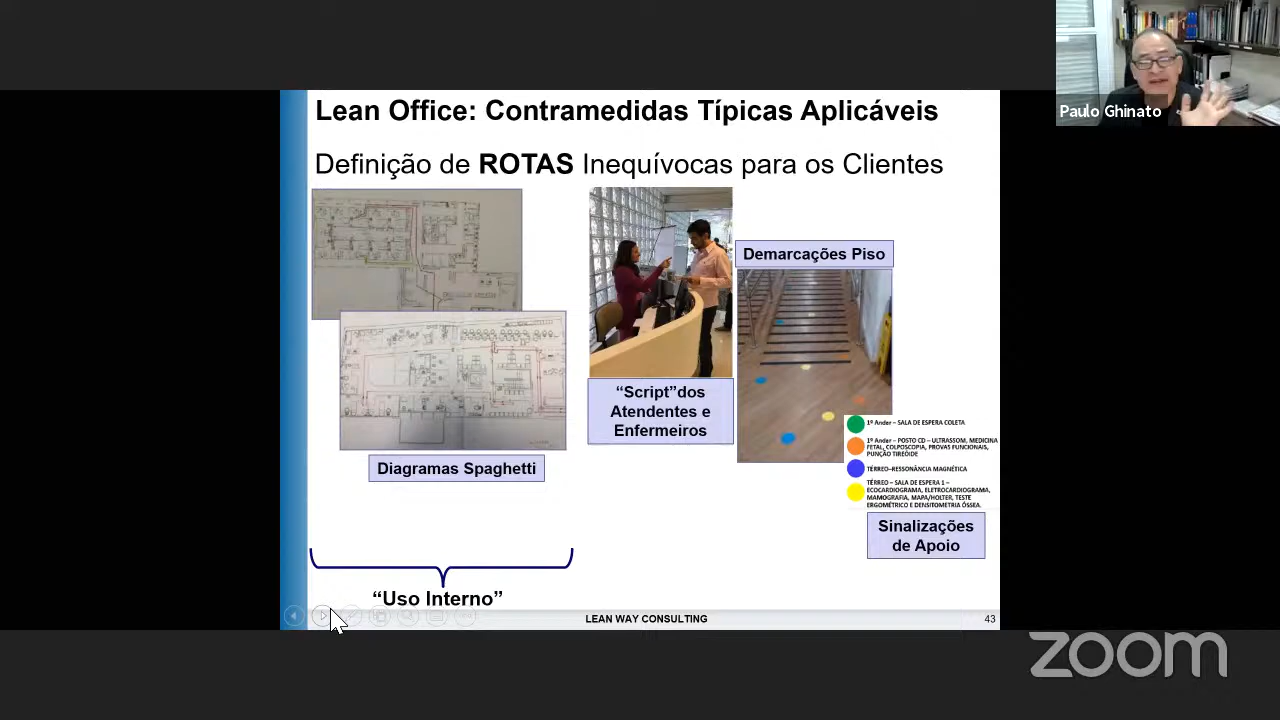 Paulo Ghinato
Lean Office: Contramedidas Típicas Aplicáveis
Definição de ROTAS Inequívocas para os Clientes
Diagramas Spaghetti
“Script”dos
Atendentes e
Enfermeiros
Demarcações Piso
1º Andar – SALA DE ESPERA COLETA
1º Andar – POSTO CD – ULTRASSOM, MEDICINA
FETAL, COLPOSCOPIA, PROVAS FUNCIONAIS,
PUNÇÃO TIREÓIDE
TÉRREO–RESSONÂNCIA MAGNÉTICA
TÉRREO – SALA DE ESPERA 1 –
ECOCARDIOGRAMA, ELETROCARDIOGRAMA,
MAMOGRAFIA, MAPA/HOLTER, TESTE
ERGOMÉTRICO E DENSITOMETRIA ÓSSEA.
Sinalizações
de Apoio
“Uso Interno”
LEAN WAY CONSULTING
43
zoom